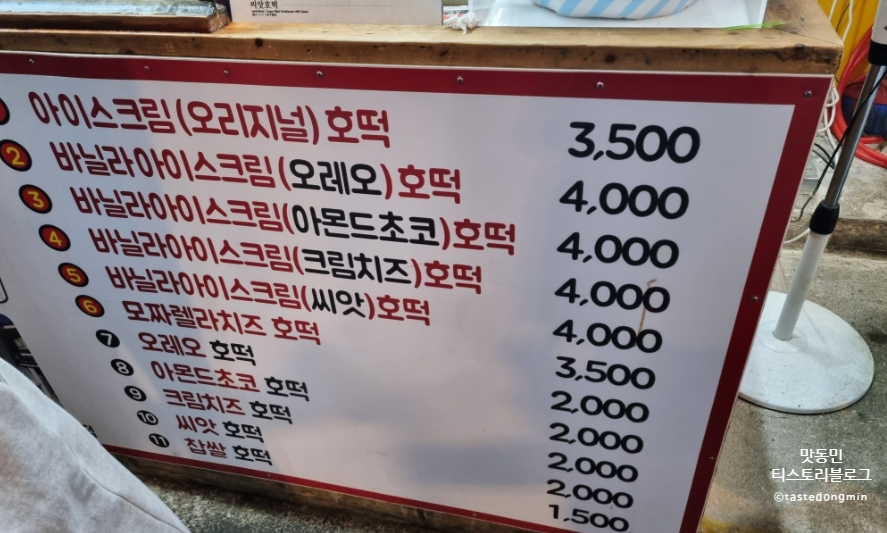 씨앗호떡
아이스크림(오리지널) 호떡 3,500
2 바닐라아이스크림(오레오)호떡 4,000
3 바닐라아이스크림(아몬드초코)호떡 4,000
4 바닐라아이스크림(크림치즈)호떡 4,000
5 바닐라아이스크림(씨앗)호떡 4,000
6 모짜렐라치즈 호떡 3,500
7 오레오 호떡 2,000
8 아몬드초코 호떡 2,000
9 크림치즈 호떡 2,000
10 씨앗 호떡 2,000
11 찹쌀 호떡 1,500
맛동민
티스토리블로그
©tastedongmin